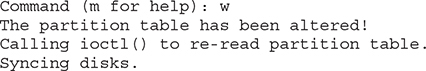 Command (m for help): w
The partition table has been altered!
Calling ioctl() to re-read partition table.
Syncing disks.